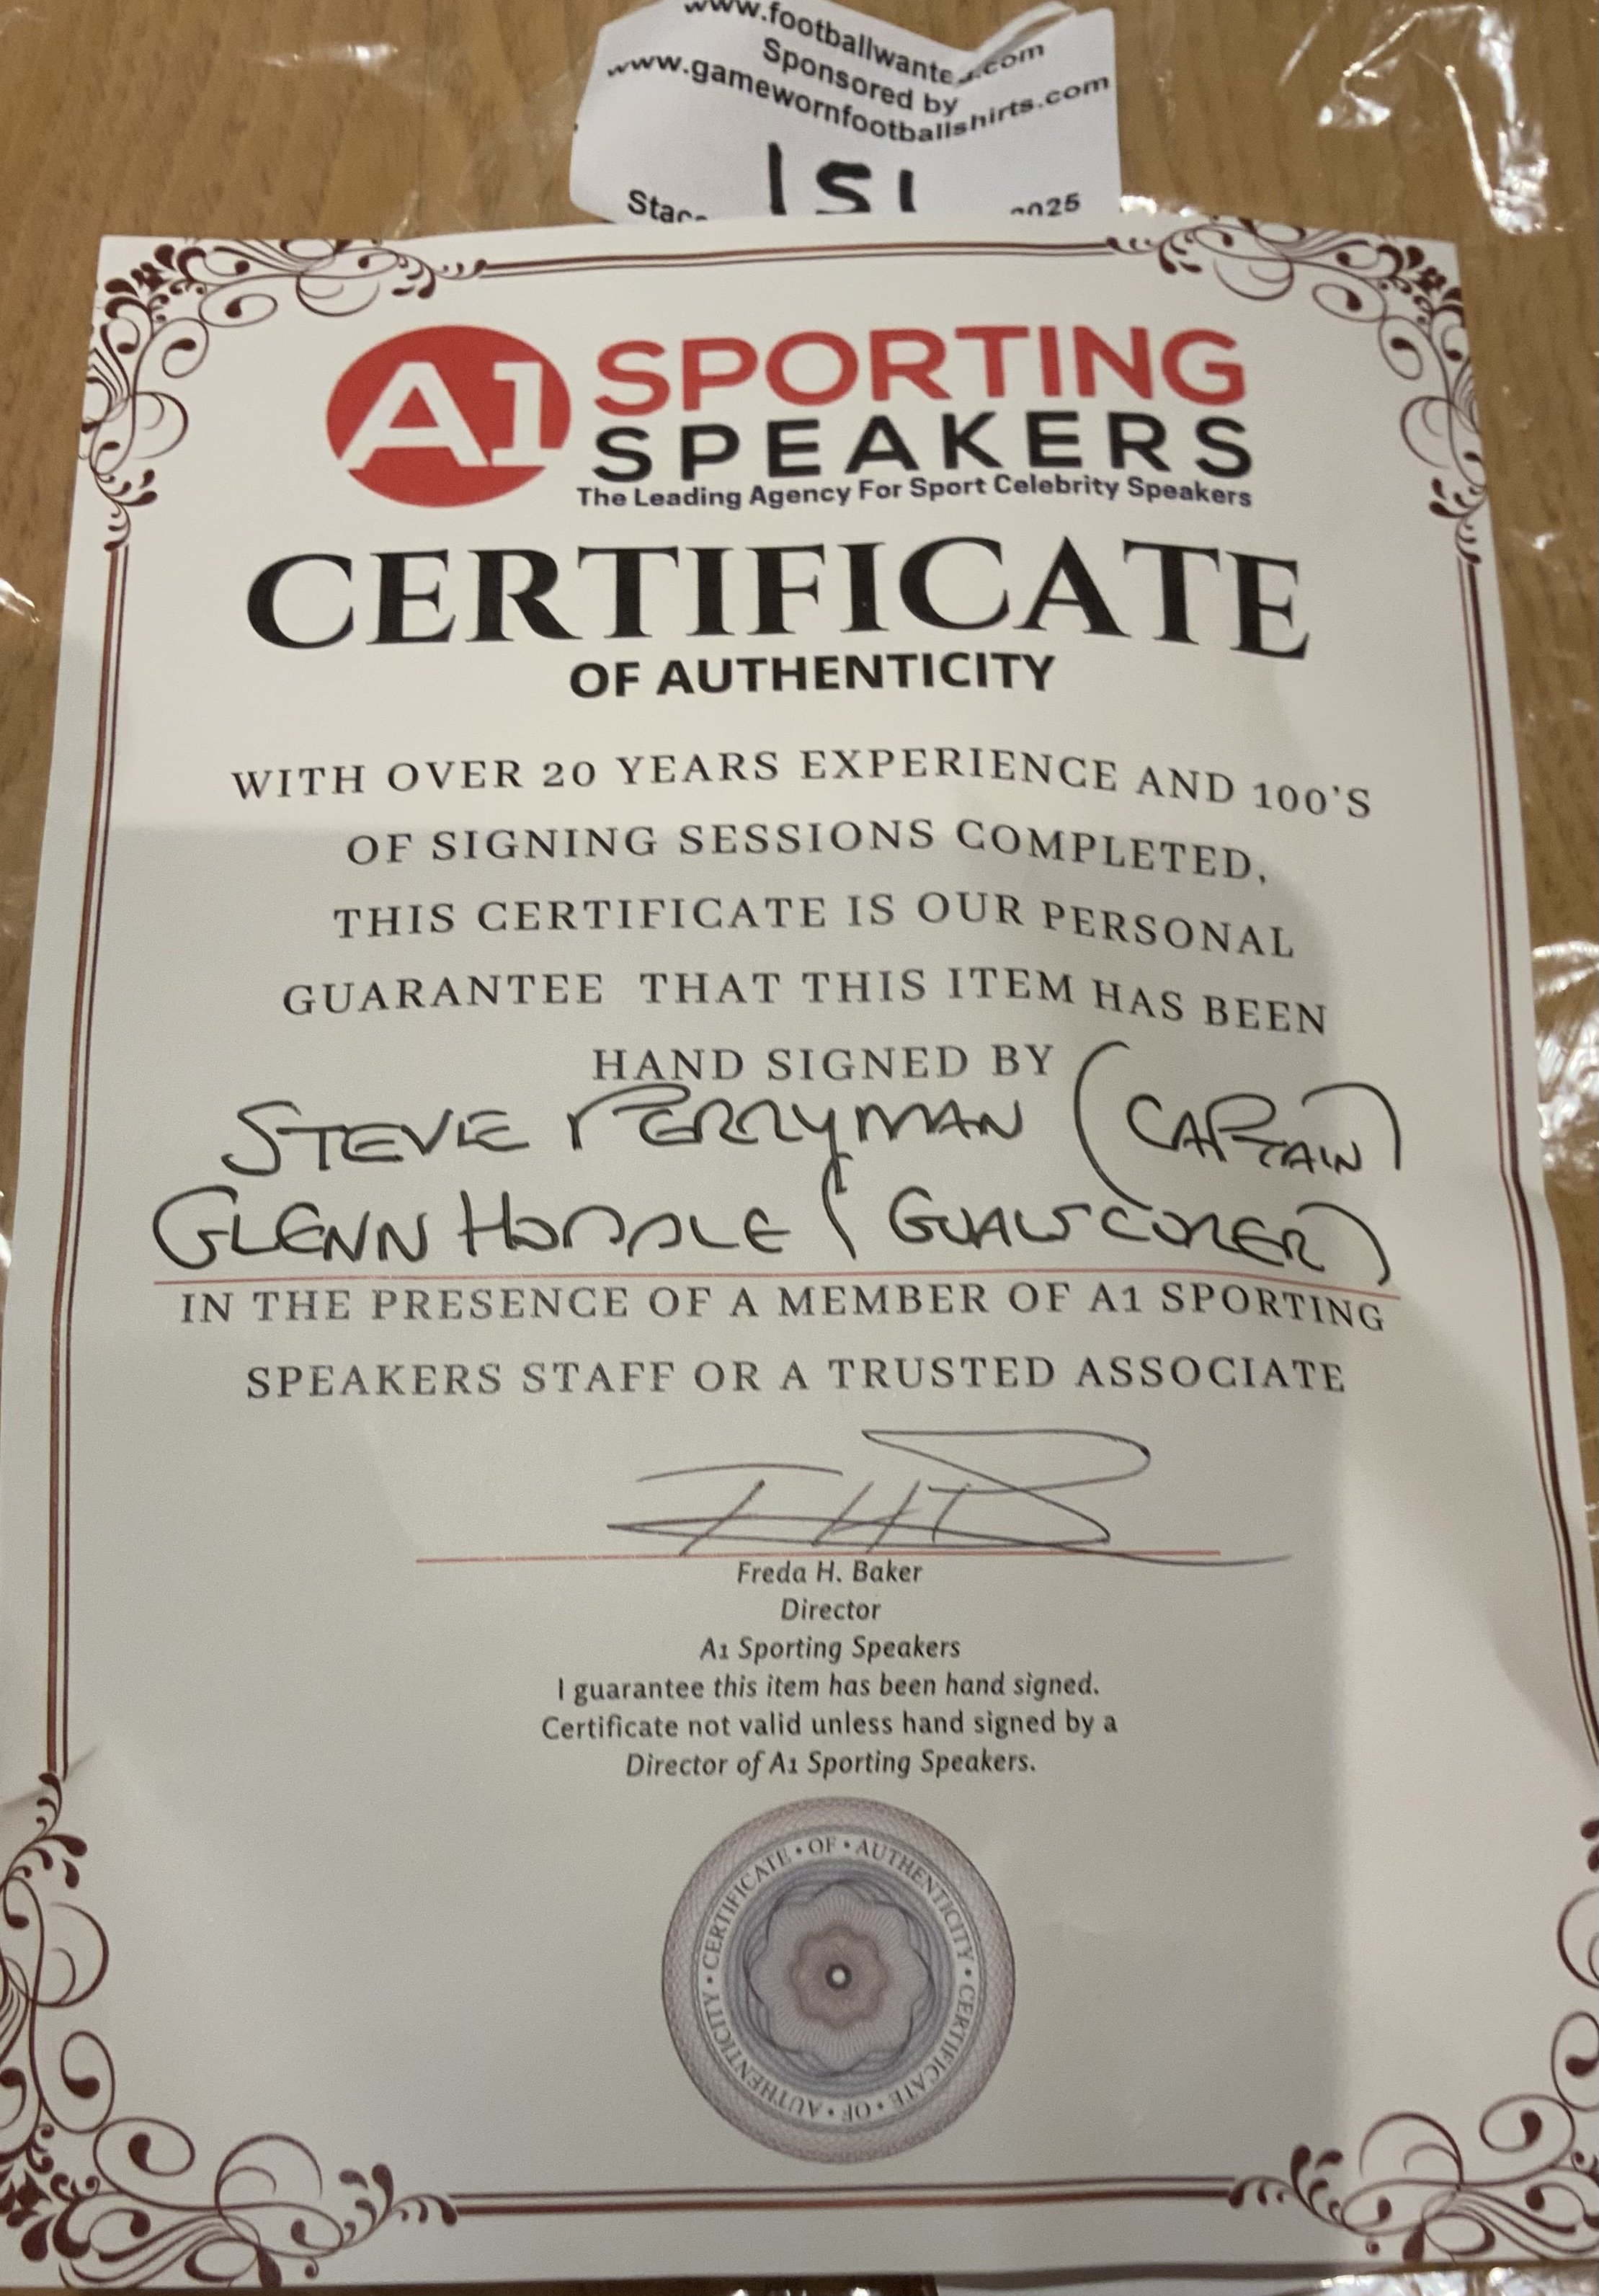 www.footballwanted.com
Sponsored by
www.gamewornfootballshirts.com
151
2025
A1 SPORTING
SPEAKERS
The Leading Agency For Sport Celebrity Speakers
CERTIFICATE
OF AUTHENTICITY
WITH OVER 20 YEARS EXPERIENCE AND 100'S
OF SIGNING SESSIONS COMPLETED,
THIS CERTIFICATE IS OUR PERSONAL
GUARANTEE THAT THIS ITEM HAS BEEN
HAND SIGNED BY
STEVE PERRYMAN (CAPTAIN)
GLENN HODDLE (GOALSCORER)
IN THE PRESENCE OF A MEMBER OF A1 SPORTING
SPEAKERS STAFF OR A TRUSTED ASSOCIATE
Freda H. Baker
Director
A1 Sporting Speakers
I guarantee this item has been hand signed.
Certificate not valid unless hand signed by a
Director of A1 Sporting Speakers.
CERTIFICATE • OF • AUTHENTICITY • CERTIFICATE • OF • AUTHENTICITY •